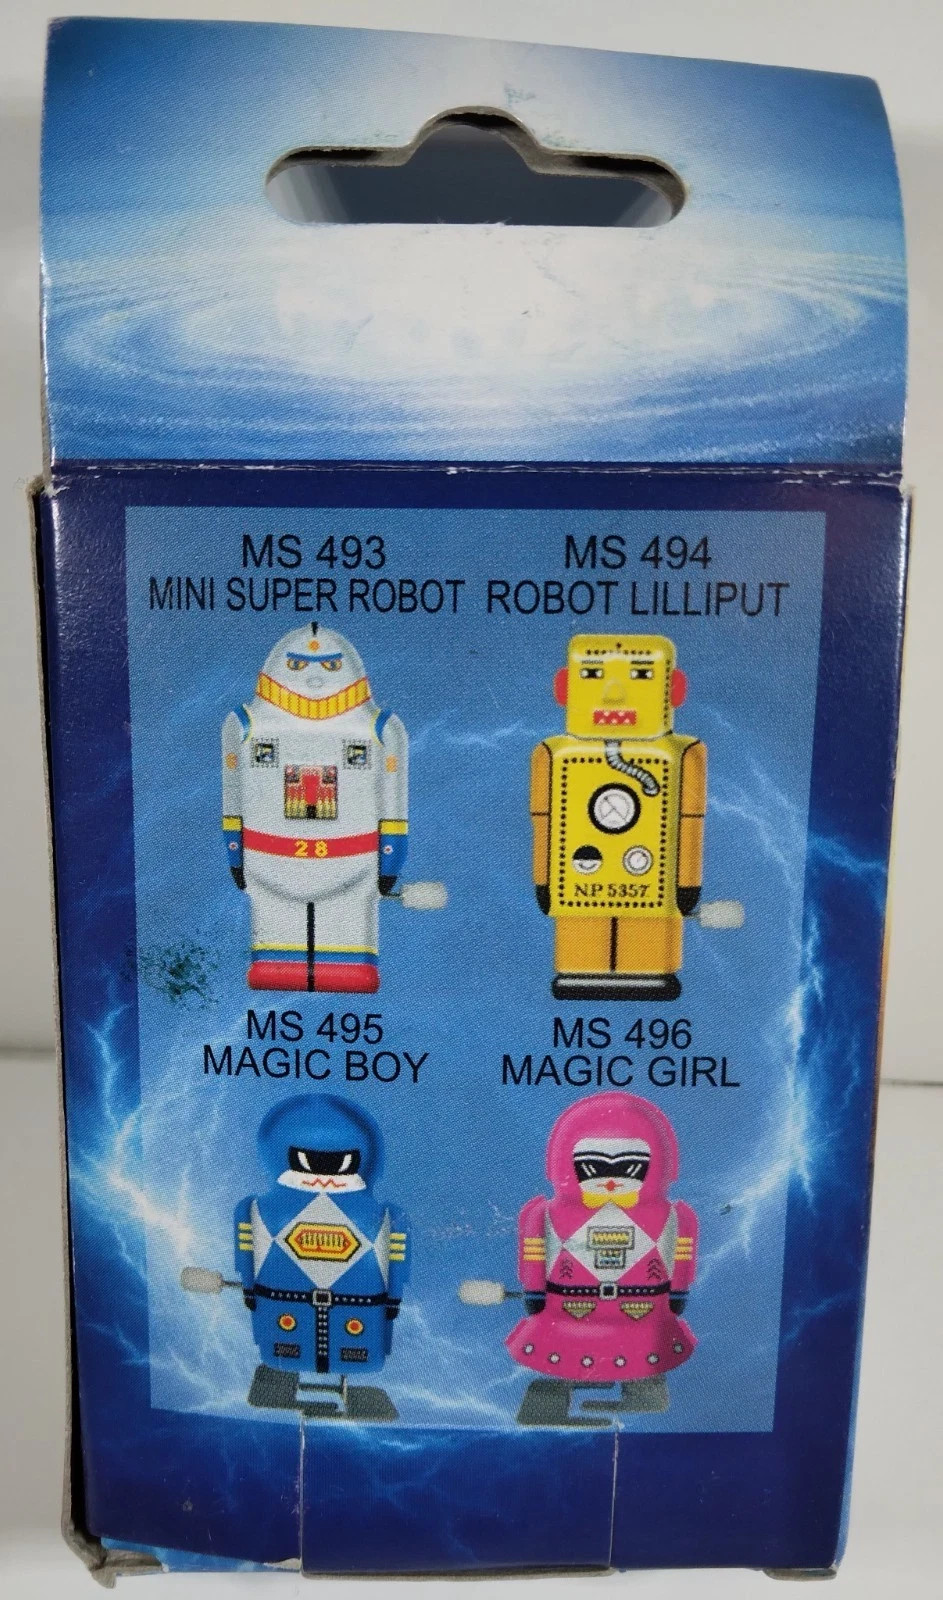 MS 493
MINI SUPER ROBOT
MS 494
ROBOT LILLIPUT
28
NP 5357
MS 495
MAGIC BOY
MS 496
MAGIC GIRL